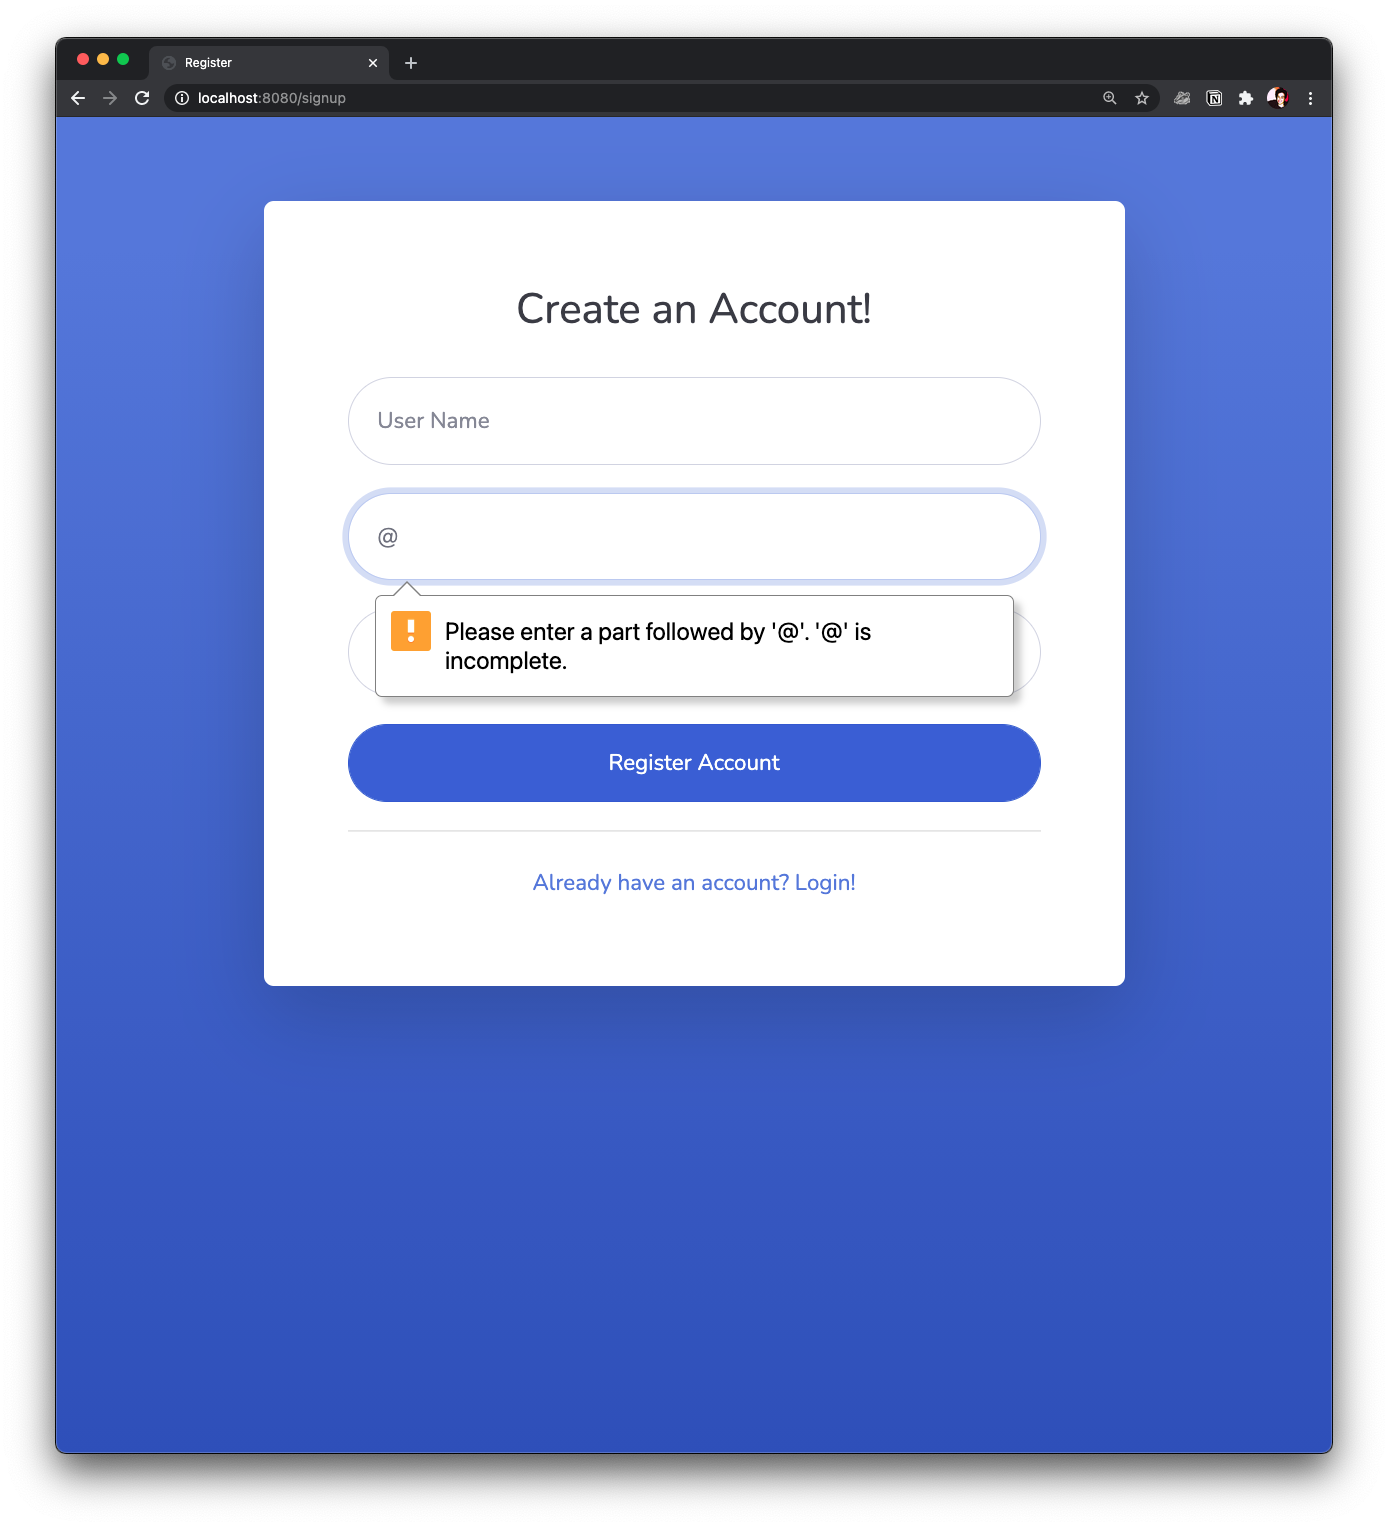 Register
localhost:8080/signup
Create an Account!
User Name
@
Please enter a part followed by '@'. '@' is
incomplete.
Register Account
Already have an account? Login!